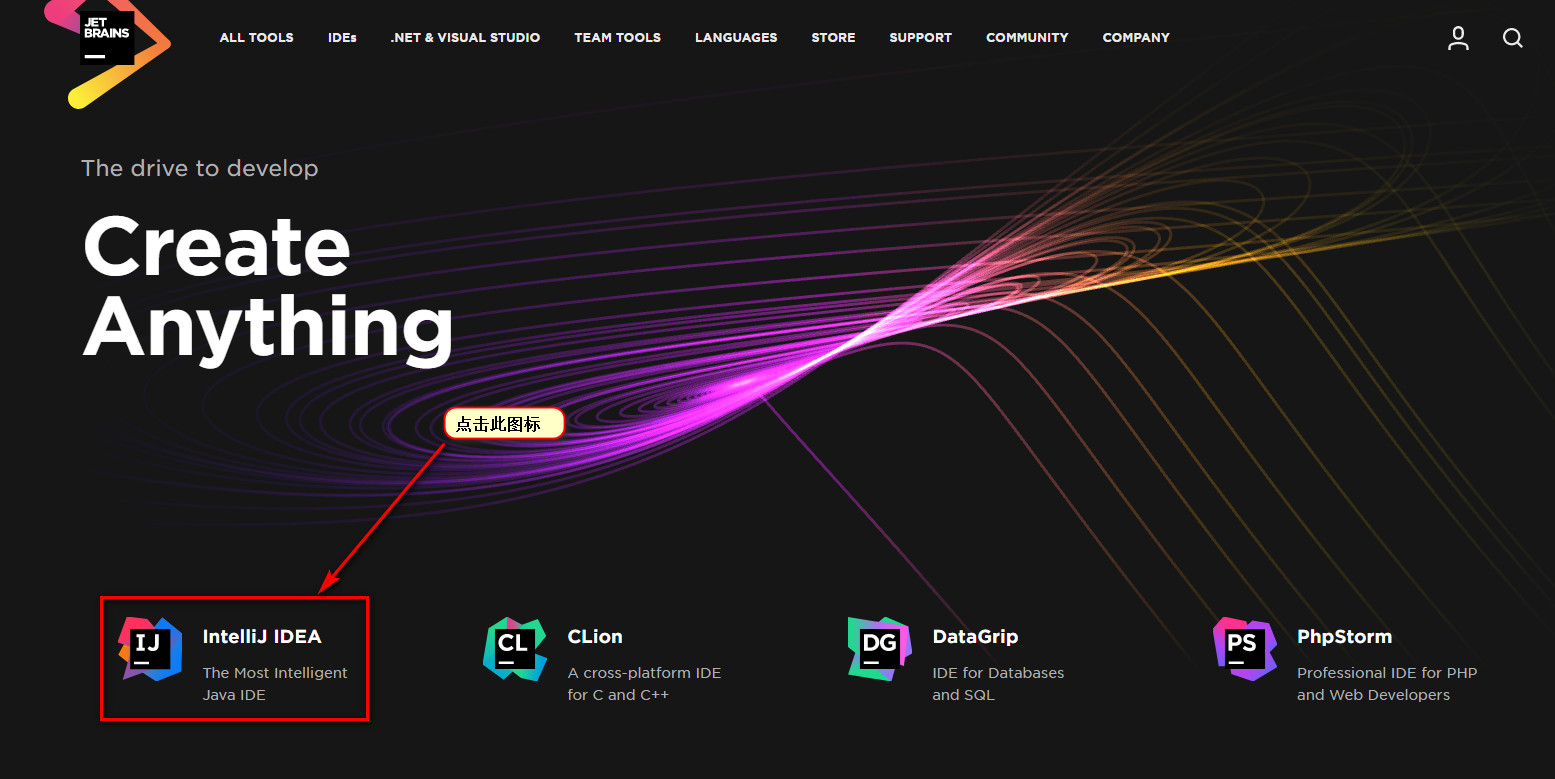 JET
BRAINS
ALL TOOLS IDEs .NET & VISUAL STUDIO TEAM TOOLS LANGUAGES STORE SUPPORT COMMUNITY COMPANY
The drive to develop
Create
Anything
点击此图标
IJ
IntelliJ IDEA
The Most Intelligent
Java IDE
CL
CLion
A cross-platform IDE
for C and C++
DG
DataGrip
IDE for Databases
and SQL
PS
PhpStorm
Professional IDE for PHP
and Web Developers